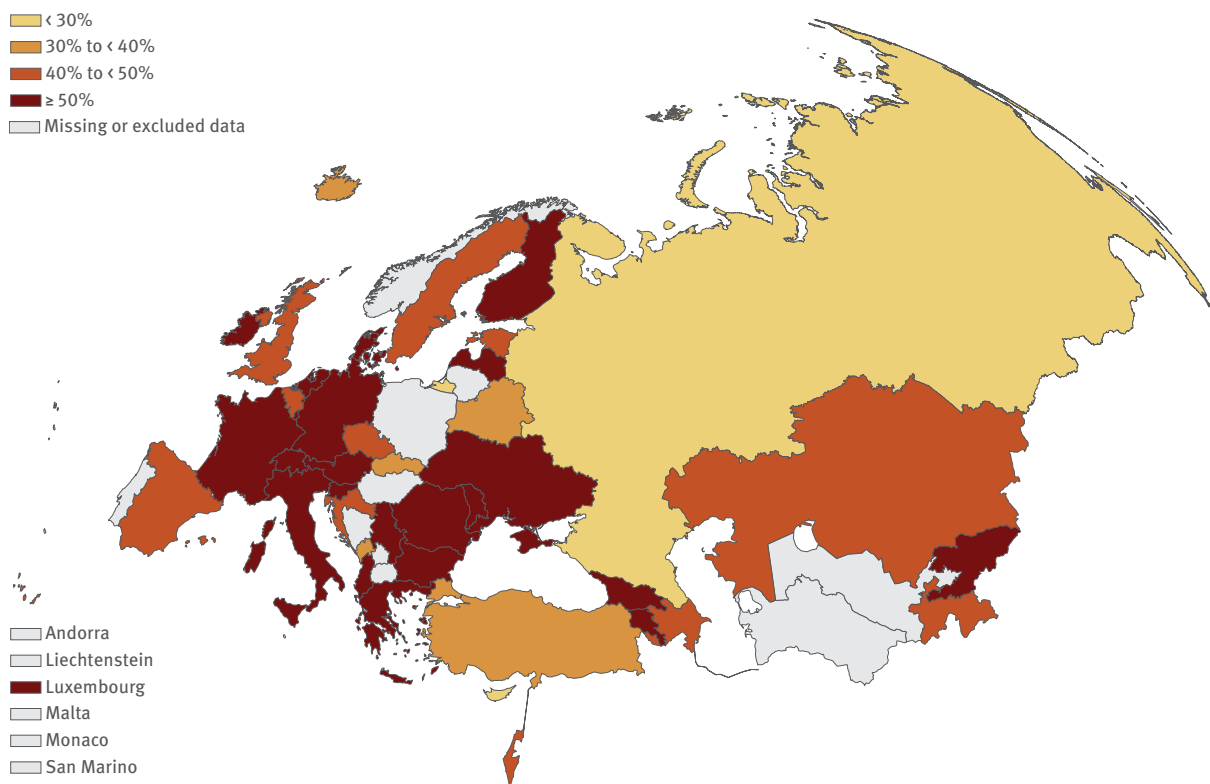 < 30%
30% to < 40%
40% to < 50%
≥ 50%
Missing or excluded data
Andorra
Liechtenstein
Luxembourg
Malta
Monaco
San Marino